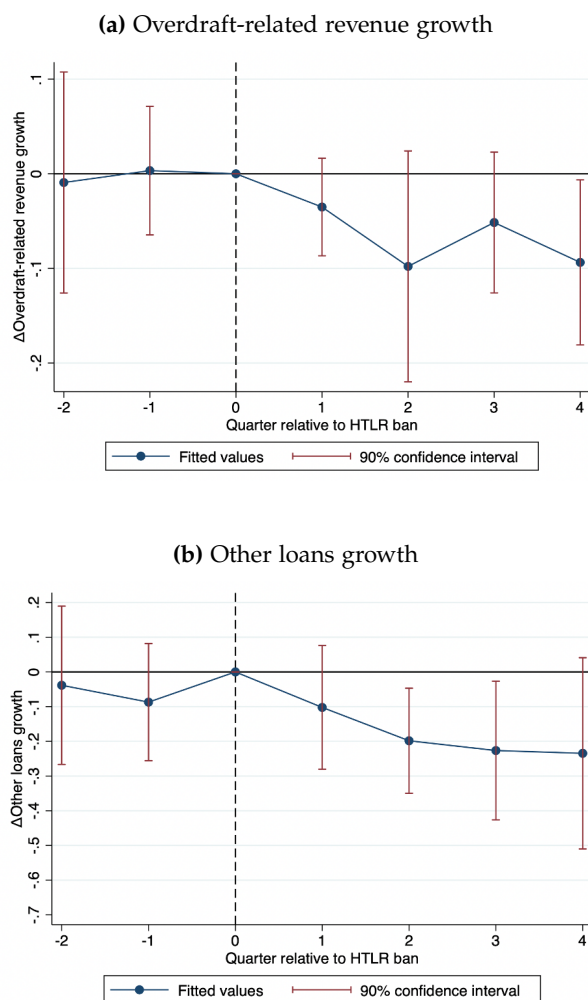 (a) Overdraft-related revenue growth
.1
0
-.1
-.2
ΔOverdraft-related revenue growth
-2 -1 0 1 2 3 4
Quarter relative to HTLR ban
Fitted values 90% confidence interval
(b) Other loans growth
.2
.1
0
-.1
-.2
-.3
-.4
-.5
-.6
-.7
ΔOther loans growth
-2 -1 0 1 2 3 4
Quarter relative to HTLR ban
Fitted values 90% confidence interval